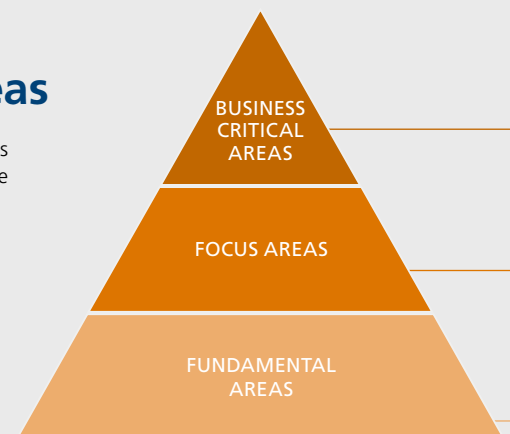 eas
s
e
BUSINESS
CRITICAL
AREAS
FOCUS AREAS
FUNDAMENTAL
AREAS